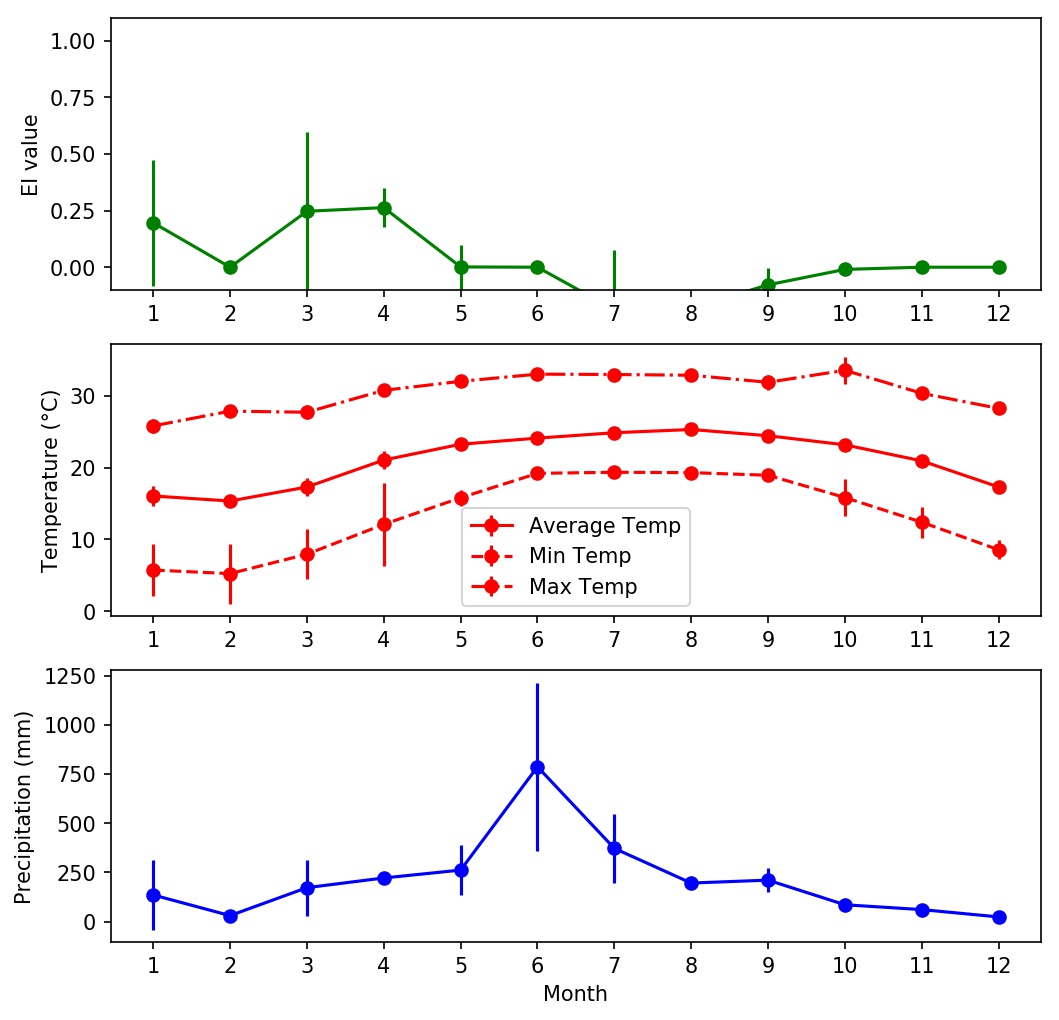 1.00
0.75
0.50
0.25
0.00
EI value
1 2 3 4 5 6 7 8 9 10 11 12
30
20
10
0
Temperature (°C)
Average Temp
Min Temp
Max Temp
1 2 3 4 5 6 7 8 9 10 11 12
1250
1000
750
500
250
0
Precipitation (mm)
1 2 3 4 5 6 7 8 9 10 11 12
Month